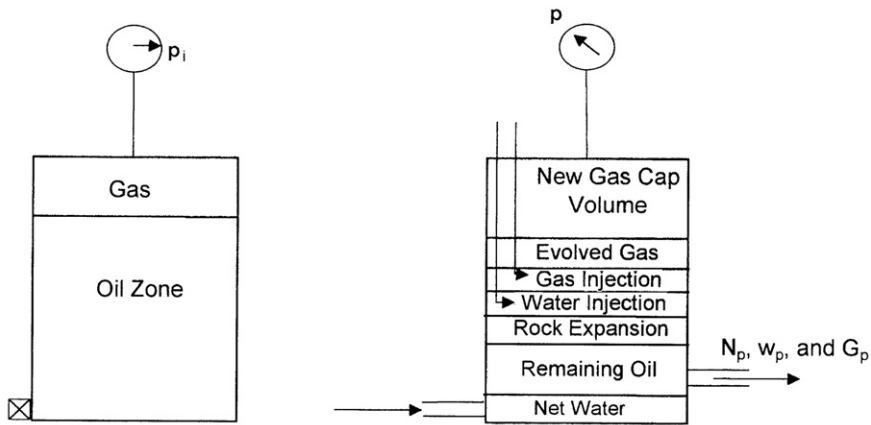 p i
Gas
Oil Zone
p
New Gas Cap
Volume
Evolved Gas
Gas Injection
Water Injection
Rock Expansion
Remaining Oil
Net Water
Np, wp, and Gp